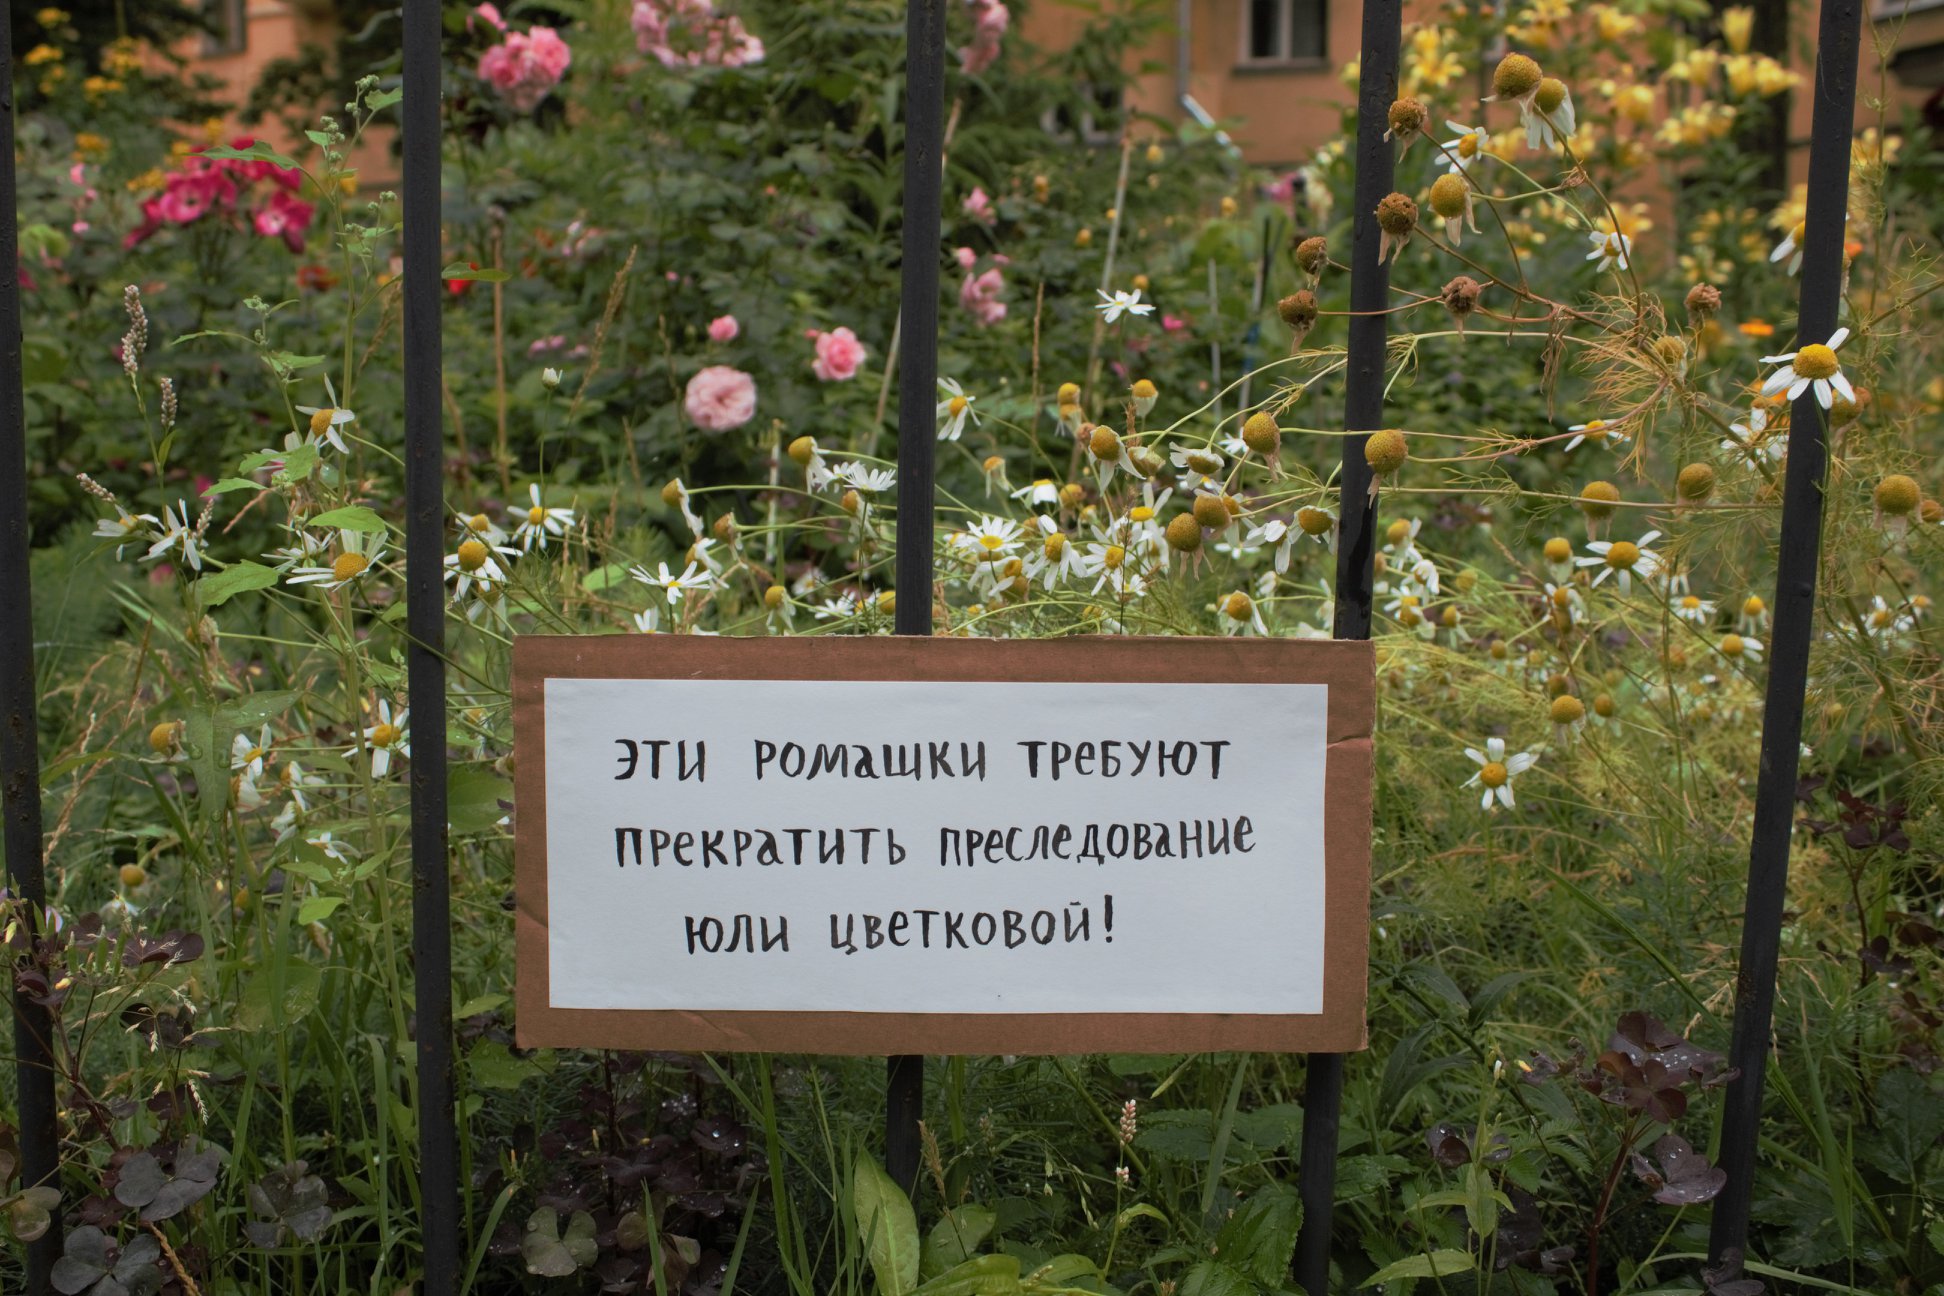 ЭТИ РОМАШКИ ТРЕБУЮТ
ПРЕКРАТИТЬ ПРЕСЛЕДОВАНИЕ
ЮЛИ ЦВЕТКОВОЙ!